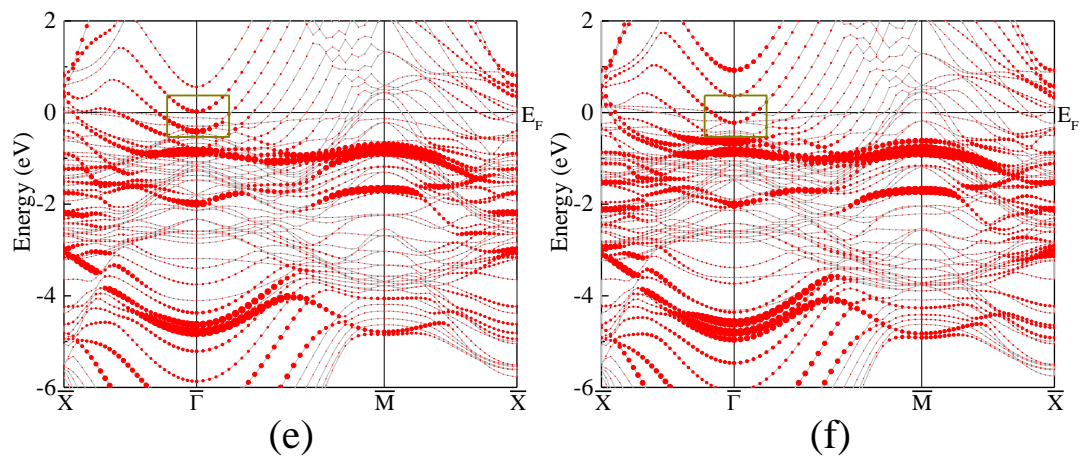 2
0
-2
-4
-6
Energy (eV)
E_F
X̅ Γ̅ M̅ X̅
(e)
2
0
-2
-4
-6
Energy (eV)
E_F
X̅ Γ̅ M̅ X̅
(f)